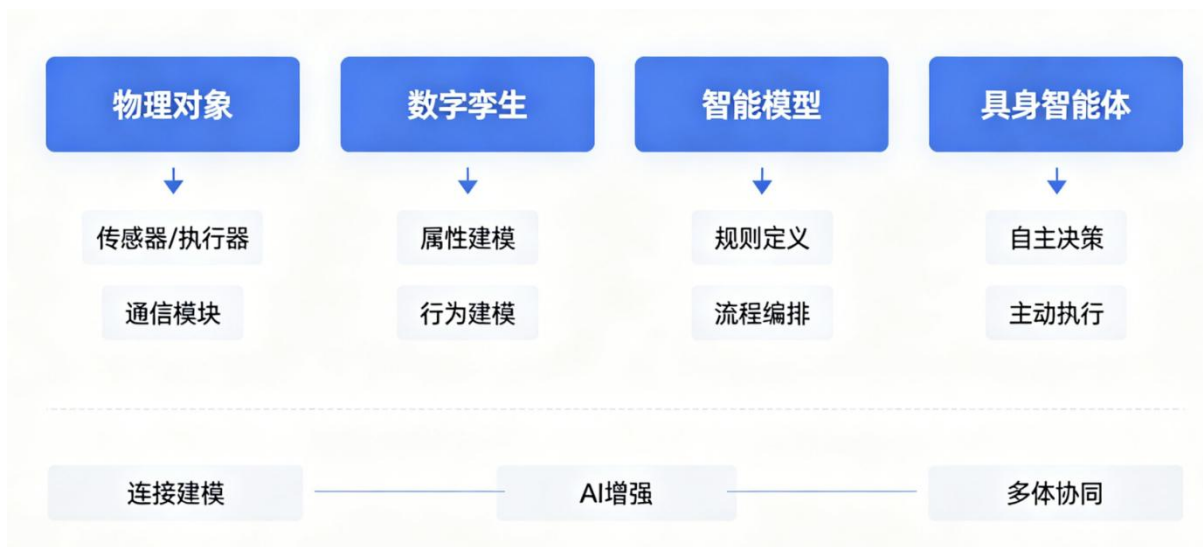 物理对象
数字孪生
智能模型
具身智能体
传感器/执行器
属性建模
规则定义
自主决策
通信模块
行为建模
流程编排
主动执行
连接建模
AI增强
多体协同